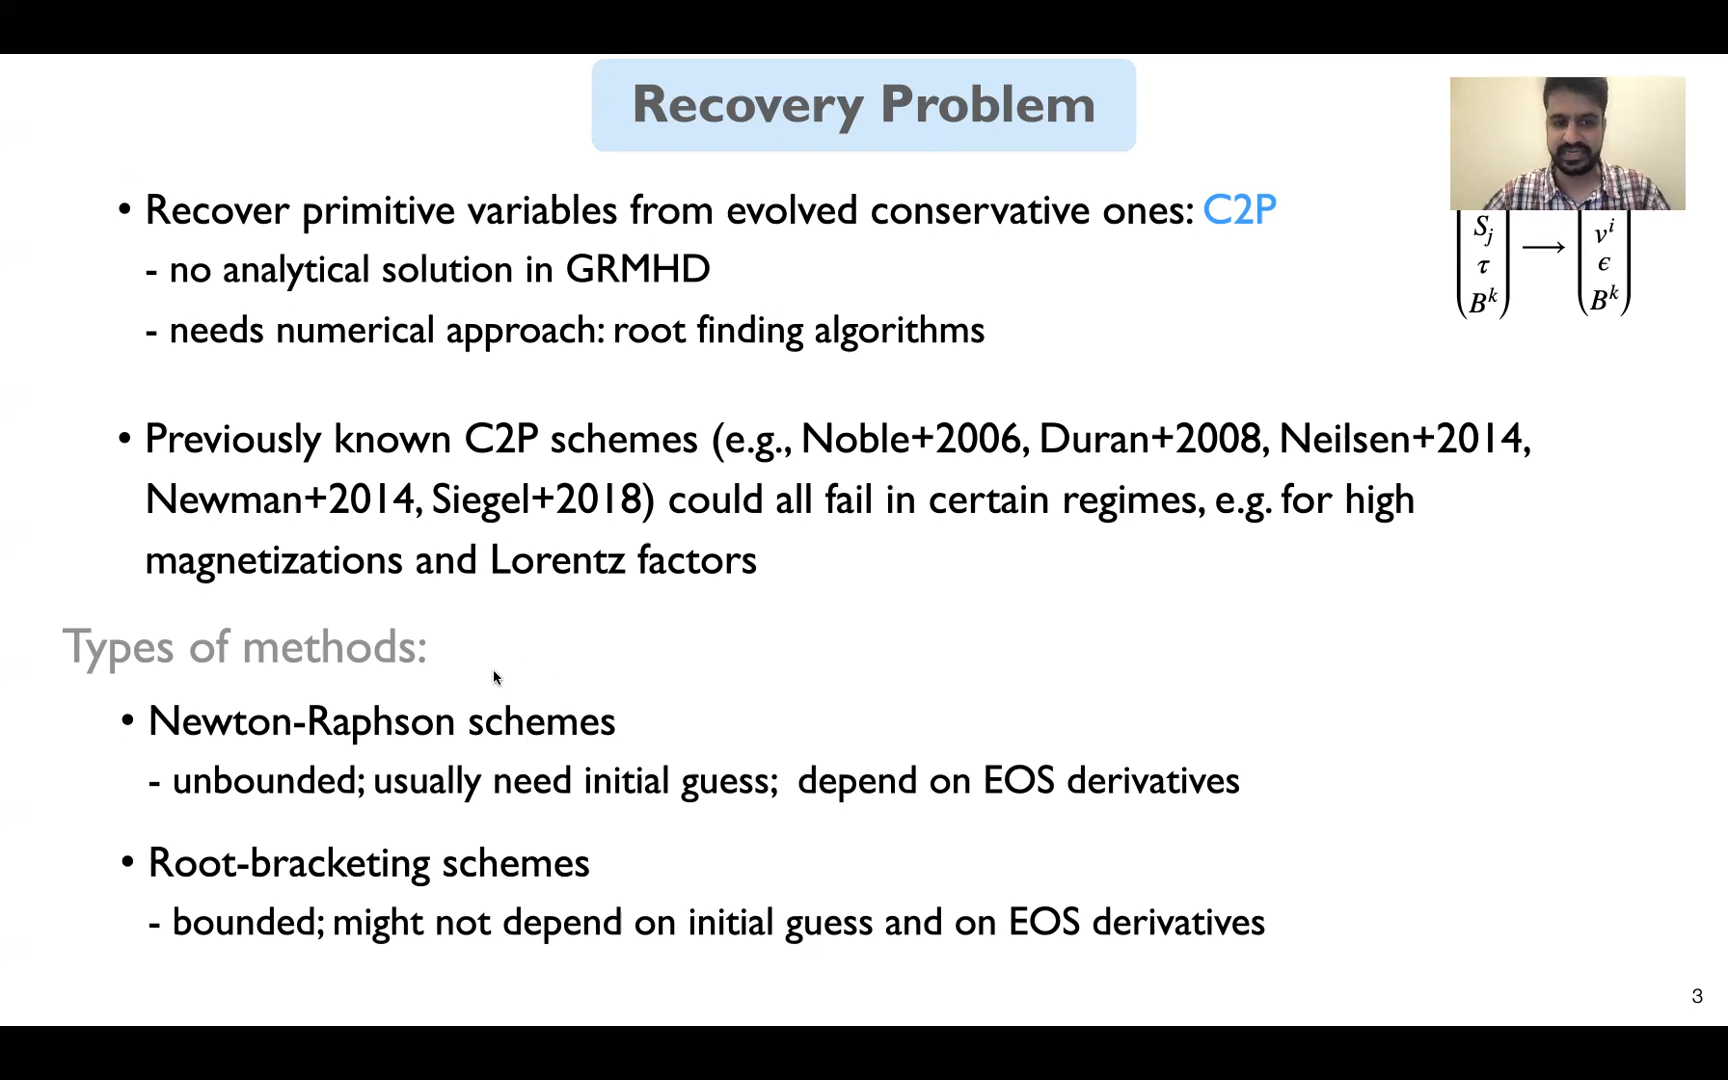 Recovery Problem
• Recover primitive variables from evolved conservative ones: C2P
- no analytical solution in GRMHD
- needs numerical approach: root finding algorithms
S_j → v^i
τ ϵ
B^k B^k
• Previously known C2P schemes (e.g., Noble+2006, Duran+2008, Neilsen+2014,
Newman+2014, Siegel+2018) could all fail in certain regimes, e.g. for high
magnetizations and Lorentz factors
Types of methods:
• Newton-Raphson schemes
- unbounded; usually need initial guess; depend on EOS derivatives
• Root-bracketing schemes
- bounded; might not depend on initial guess and on EOS derivatives
3